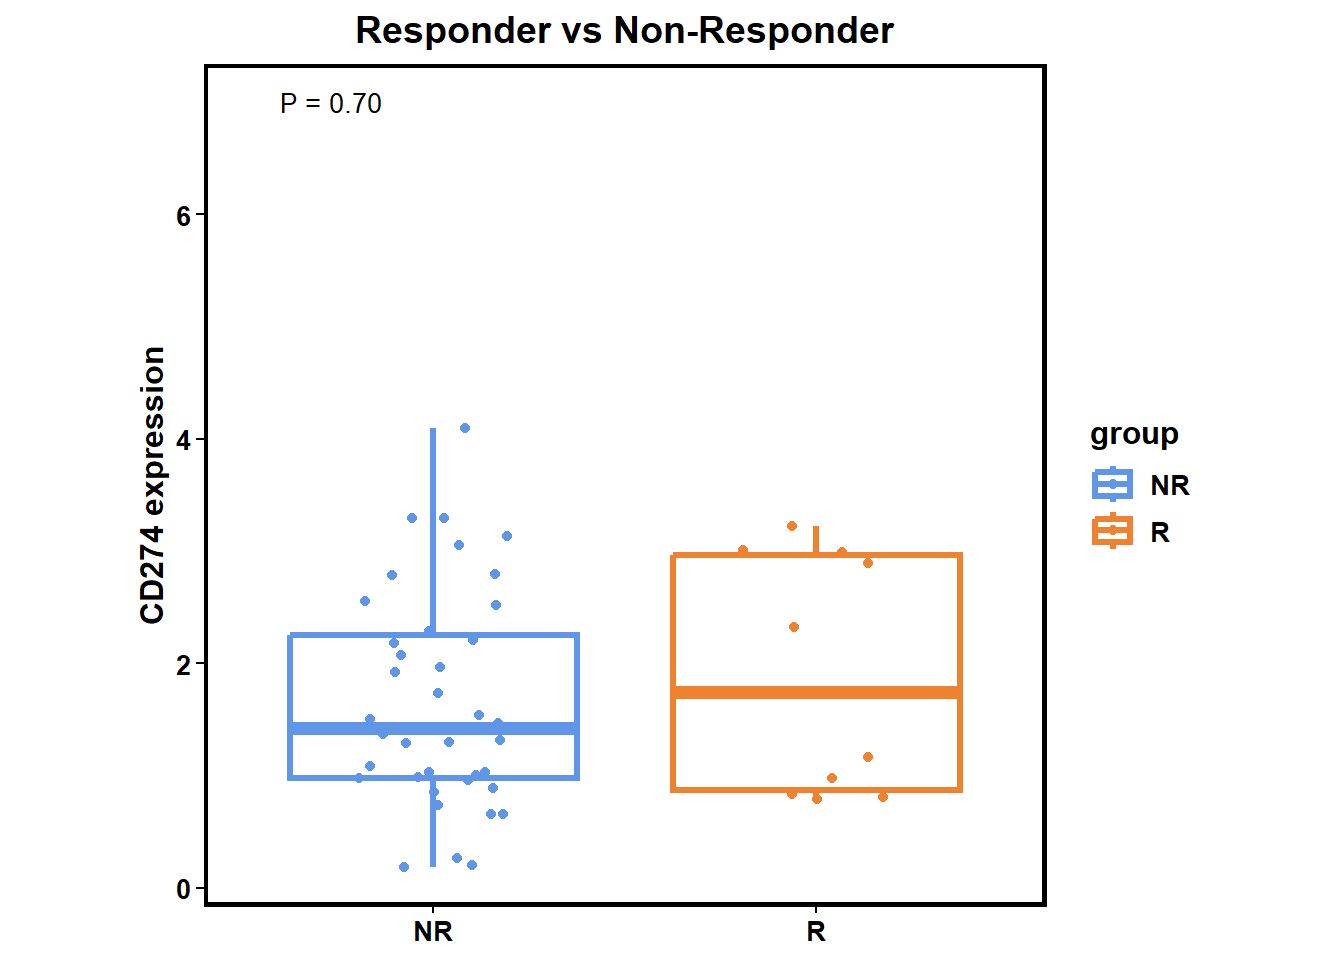 Responder vs Non-Responder
P = 0.70
6
4
2
0
CD274 expression
NR
R
group
NR
R